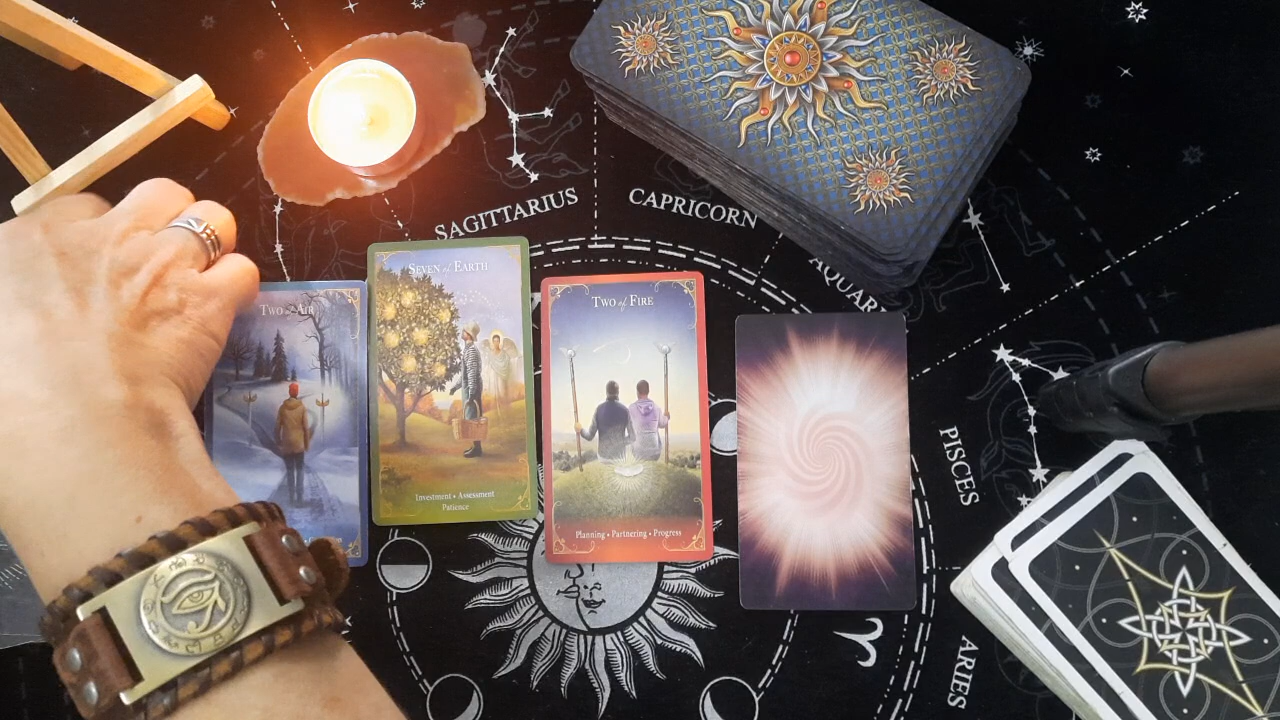 SAGITTARIUS
CAPRICORN
AQUAR
PISCES
ARIES
Two of Air
Seven of Earth
Investment • Assessment
Patience
Two of Fire
Planning • Partnering • Progress